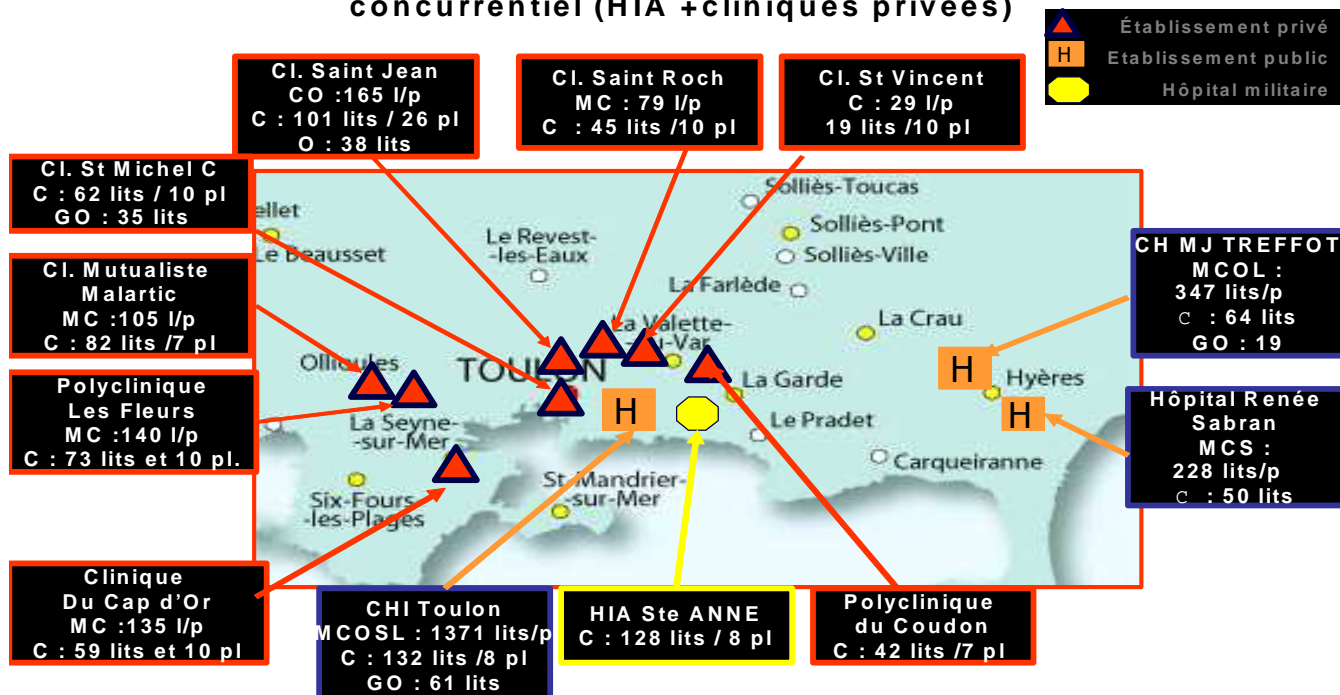 concurrentiel (HIA +cliniques privées)
Établissement privé
H Etablissement public
Hôpital militaire
Cl. Saint Jean
CO :165 l/p
C : 101 lits / 26 pl
O : 38 lits
Cl. Saint Roch
MC : 79 l/p
C : 45 lits /10 pl
Cl. St Vincent
C : 29 l/p
19 lits /10 pl
Cl. St Michel C
C : 62 lits / 10 pl
GO : 35 lits
Cl. Mutualiste
Malartic
MC :105 l/p
C : 82 lits /7 pl
Polyclinique
Les Fleurs
MC :140 l/p
C : 73 lits et 10 pl.
Clinique
Du Cap d'Or
MC :135 l/p
C : 59 lits et 10 pl
CHI Toulon
MCOSL : 1371 lits/p
C : 132 lits /8 pl
GO : 61 lits
HIA Ste ANNE
C : 128 lits / 8 pl
Polyclinique
du Coudon
C : 42 lits /7 pl
CH MJ TREFFOT
MCOL :
347 lits/p
C : 64 lits
GO : 19
Hôpital Renée
Sabran
MCS :
228 lits/p
C : 50 lits
ellet
Le Beausset
Le Revest-
-les-Eaux
Solliès-Toucas
Solliès-Pont
Solliès-Ville
La Farlède
La Crau
La Valette-
-du-Var
Ollioules
TOULON
La Garde
H
Hyères
H
H
Le Pradet
La Seyne-
-sur-Mer
Carqueiranne
St-Mandrier-
-sur-Mer
Six-Fours-
-les-Plages